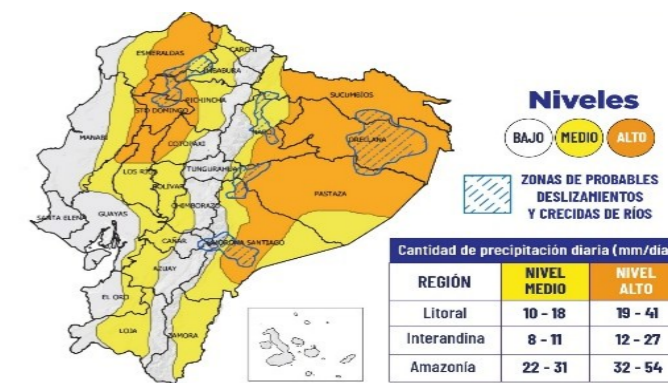 ESMERALDAS
CARCHI
IMBABURA
PICHINCHA
STO DOMINGO
SUCUMBÍOS
NAPO
ORELLANA
MANABÍ
COTOPAXI
LOS RÍOS
TUNGURAHUA
BOLIVAR
PASTAZA
CHIMBORAZO
SANTA ELENA
GUAYAS
CAÑAR
MORONA SANTIAGO
AZUAY
EL ORO
LOJA
ZAMORA
Niveles
BAJO MEDIO ALTO
ZONAS DE PROBABLES
DESLIZAMIENTOS
Y CRECIDAS DE RÍOS
Cantidad de precipitación diaria (mm/día
REGIÓN NIVEL MEDIO NIVEL ALTO
Litoral 10 - 18 19 - 41
Interandina 8 - 11 12 - 27
Amazonía 22 - 31 32 - 54